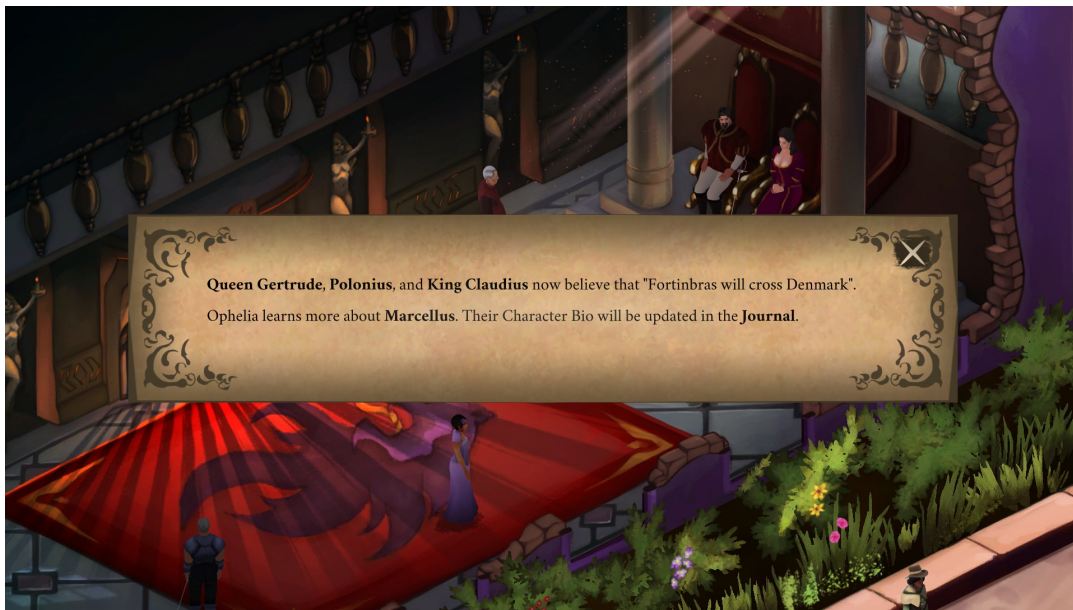 Queen Gertrude, Polonius, and King Claudius now believe that "Fortinbras will cross Denmark".
Ophelia learns more about Marcellus. Their Character Bio will be updated in the Journal.